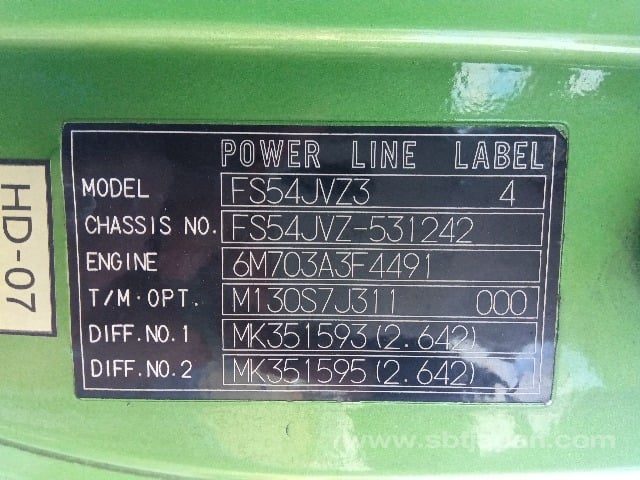 POWER LINE LABEL
MODEL FS54JVZ3 4
CHASSIS NO. FS54JVZ-531242
ENGINE 6M703A3F4491
T/M·OPT. M130S7J311 000
DIFF.NO.1 MK351593(2.642)
DIFF.NO.2 MK351595(2.642)
HD-07
www.sbtjapan.com